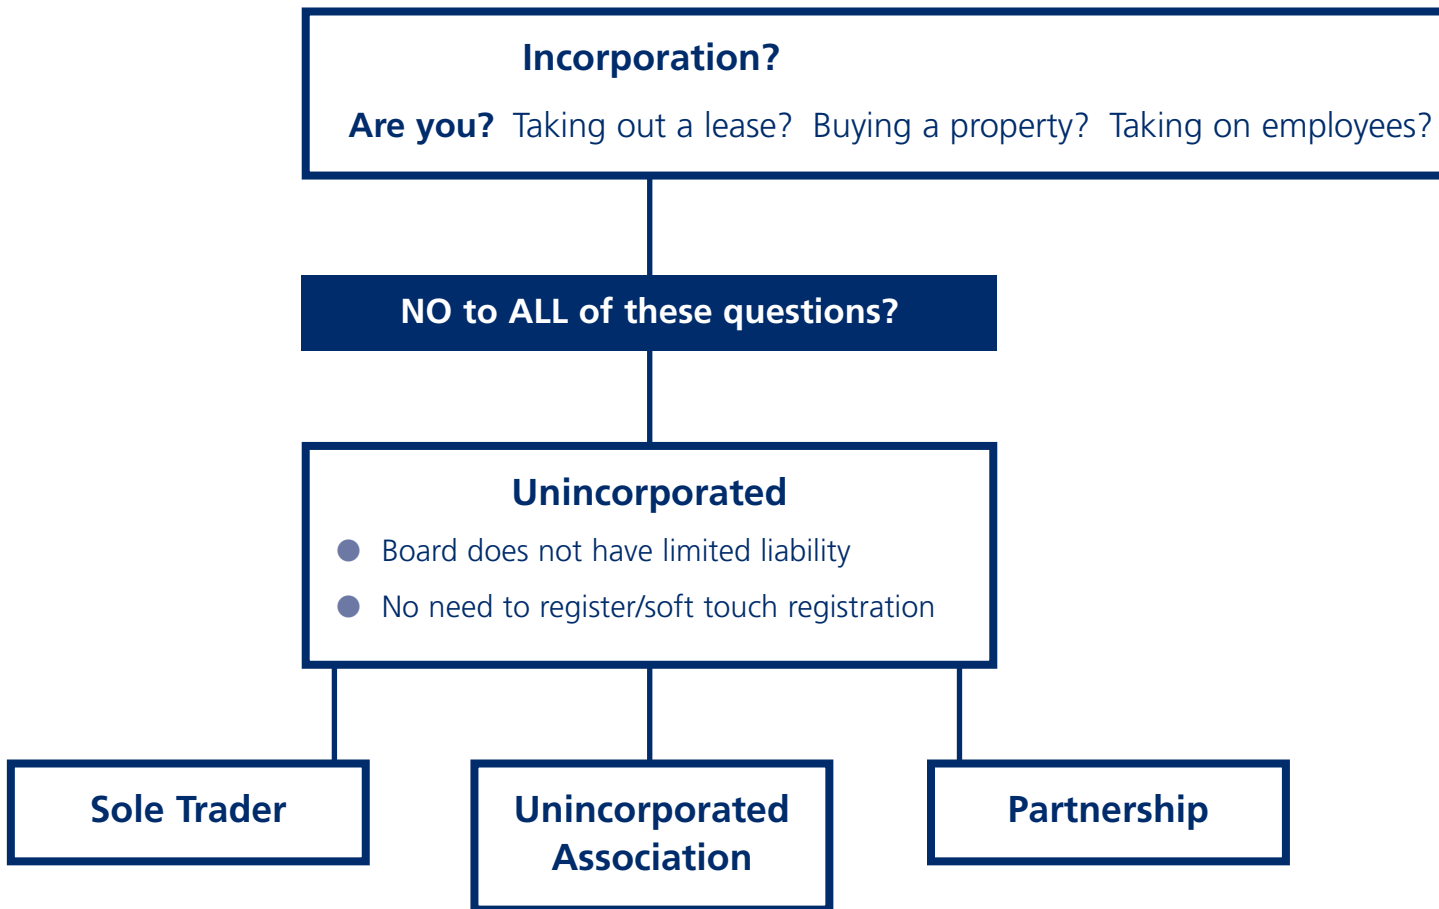 Incorporation?
Are you? Taking out a lease? Buying a property? Taking on employees?
NO to ALL of these questions?
Unincorporated
● Board does not have limited liability
● No need to register/soft touch registration
Sole Trader
Unincorporated
Association
Partnership